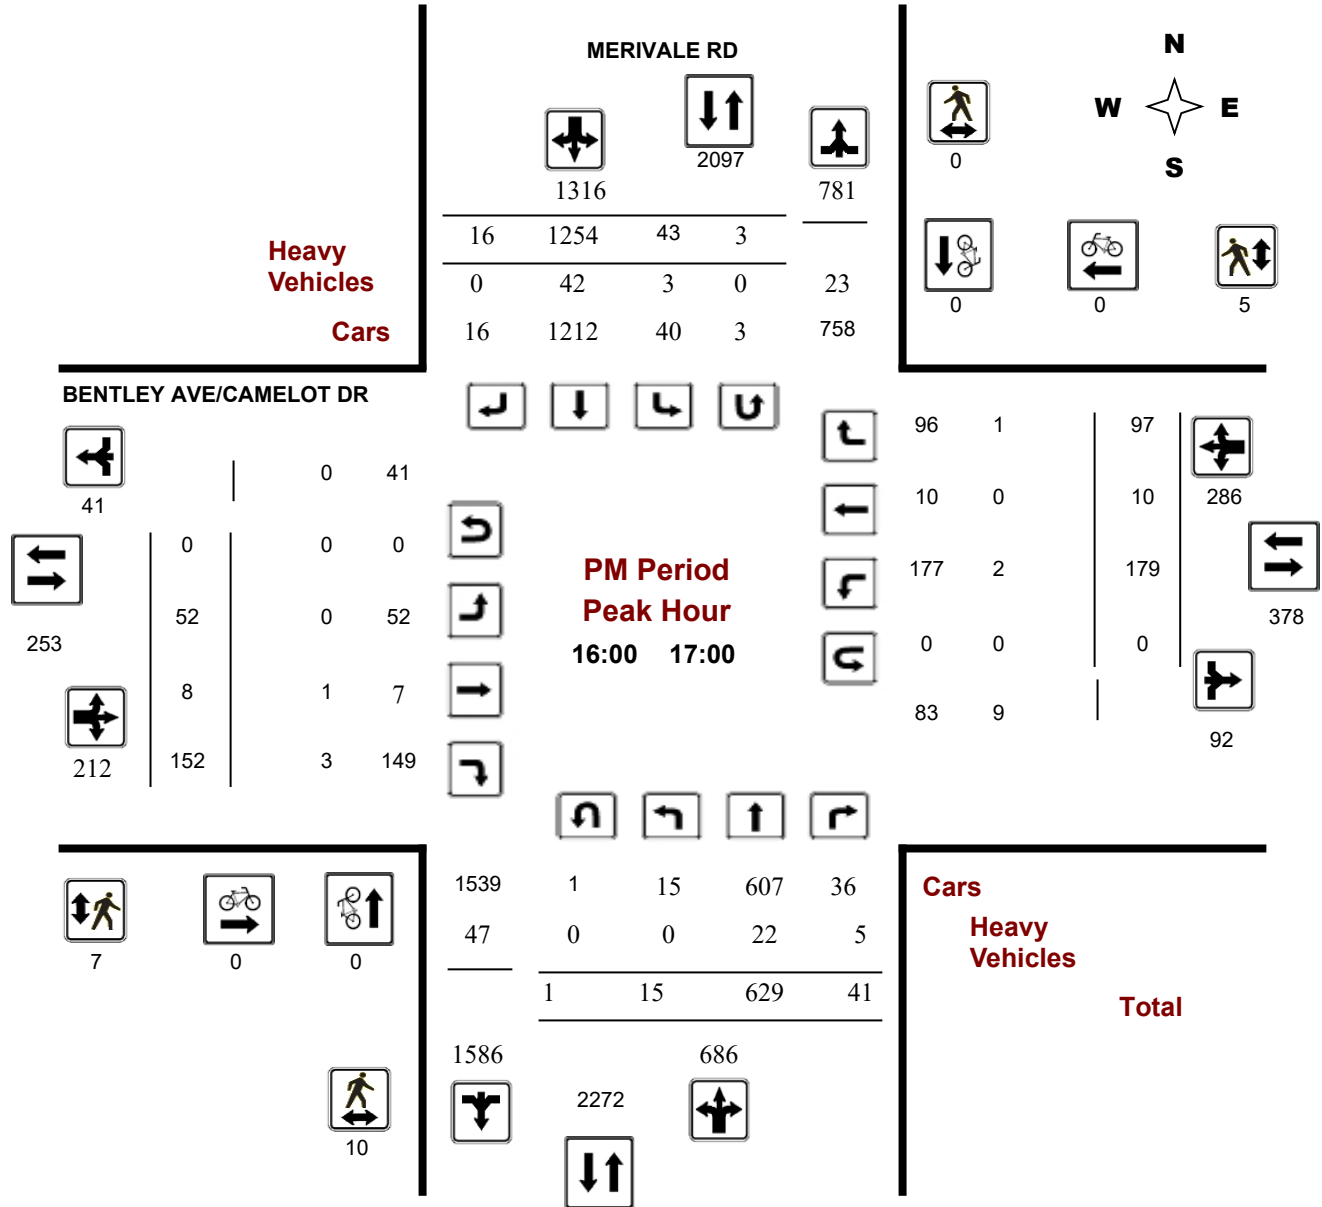 MERIVALE RD
N
W E
S
2097
1316 781
0
16 1254 43 3
Heavy
Vehicles
0 42 3 0 23
0 0 5
Cars
16 1212 40 3 758
BENTLEY AVE/CAMELOT DR
96 1 97
0 41
41
10 0 10 286
0 0 0
PM Period
177 2 179
52 0 52
Peak Hour
378
253
16:00 17:00
0 0 0
8 1 7
83 9
92
212 152 3 149
1539 1 15 607 36
Cars
47 0 0 22 5
Heavy
Vehicles
7 0 0
1 15 629 41
Total
1586 686
2272
10